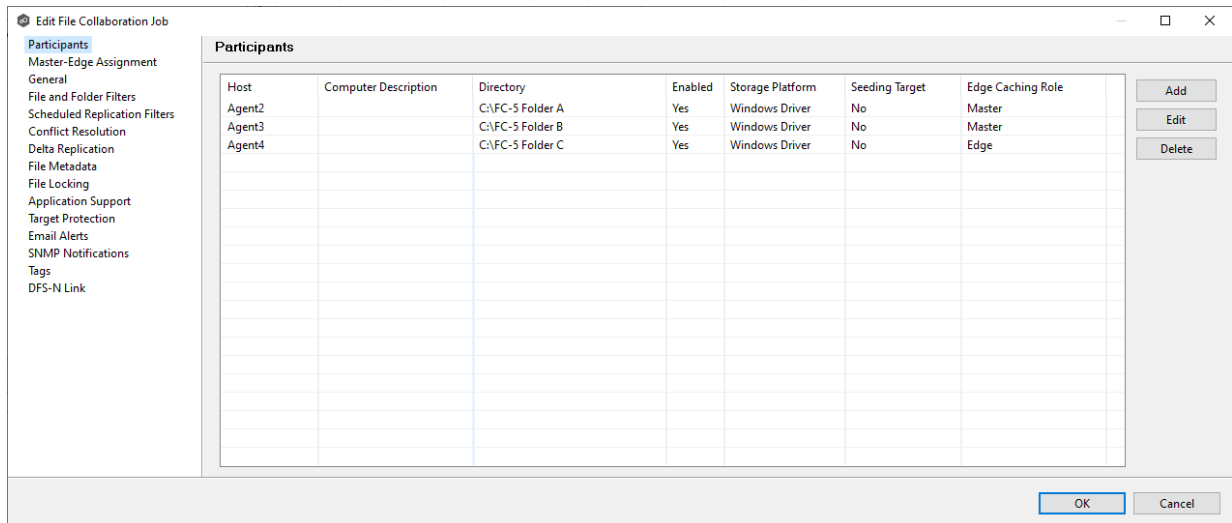 Edit File Collaboration Job
Participants
Master-Edge Assignment
General
File and Folder Filters
Scheduled Replication Filters
Conflict Resolution
Delta Replication
File Metadata
File Locking
Application Support
Target Protection
Email Alerts
SNMP Notifications
Tags
DFS-N Link
Participants
Host Computer Description Directory Enabled Storage Platform Seeding Target Edge Caching Role
Agent2 C:\FC-5 Folder A Yes Windows Driver No Master
Agent3 C:\FC-5 Folder B Yes Windows Driver No Master
Agent4 C:\FC-5 Folder C Yes Windows Driver No Edge
Add
Edit
Delete
OK Cancel